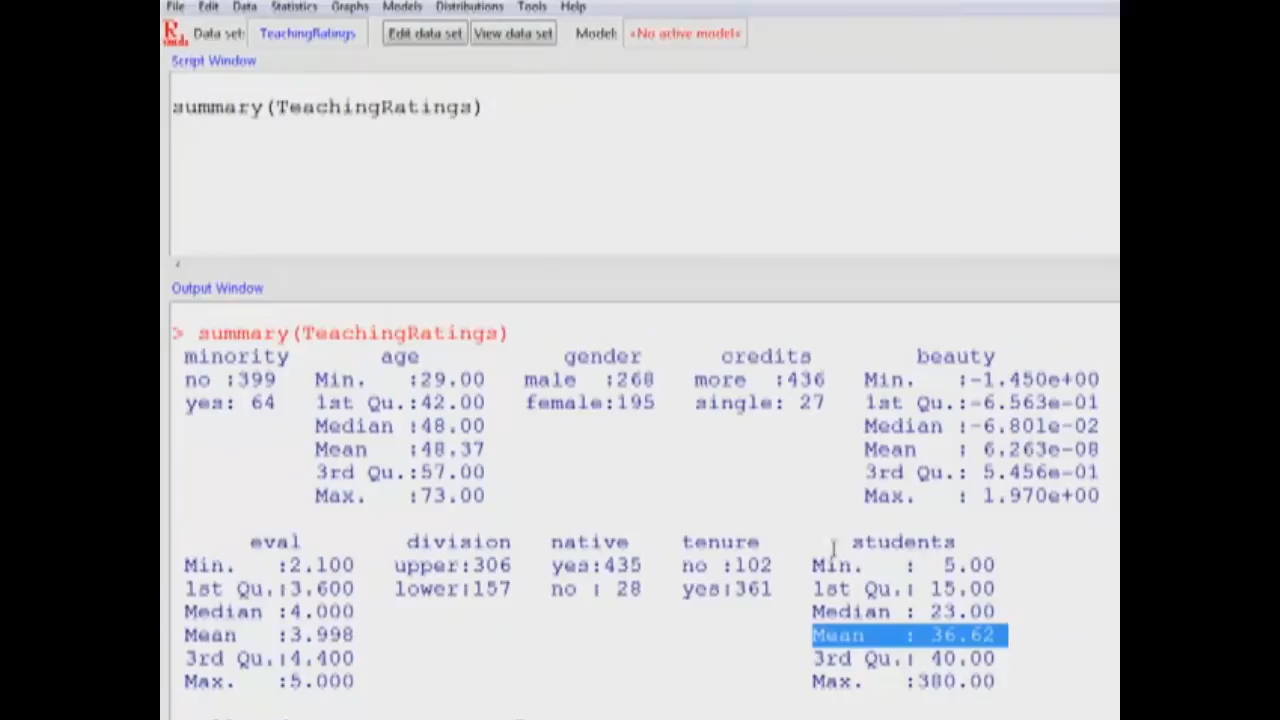 File Edit Data Statistics Graphs Models Distributions Tools Help
R Data set: TeachingRatings Edit data set View data set Model: <No active model>
Script Window
summary(TeachingRatings)
Output Window
> summary(TeachingRatings)
minority age gender credits beauty
no :399 Min. :29.00 male :268 more :436 Min. :-1.450e+00
yes: 64 1st Qu.:42.00 female:195 single: 27 1st Qu.:-6.563e-01
Median :48.00 Median :-6.801e-02
Mean :48.37 Mean : 6.263e-08
3rd Qu.:57.00 3rd Qu.: 5.456e-01
Max. :73.00 Max. : 1.970e+00
eval division native tenure students
Min. :2.100 upper:306 yes:435 no :102 Min. : 5.00
1st Qu.:3.600 lower:157 no : 28 yes:361 1st Qu.: 15.00
Median :4.000 Median : 23.00
Mean :3.998 Mean : 36.62
3rd Qu.:4.400 3rd Qu.: 40.00
Max. :5.000 Max. :380.00